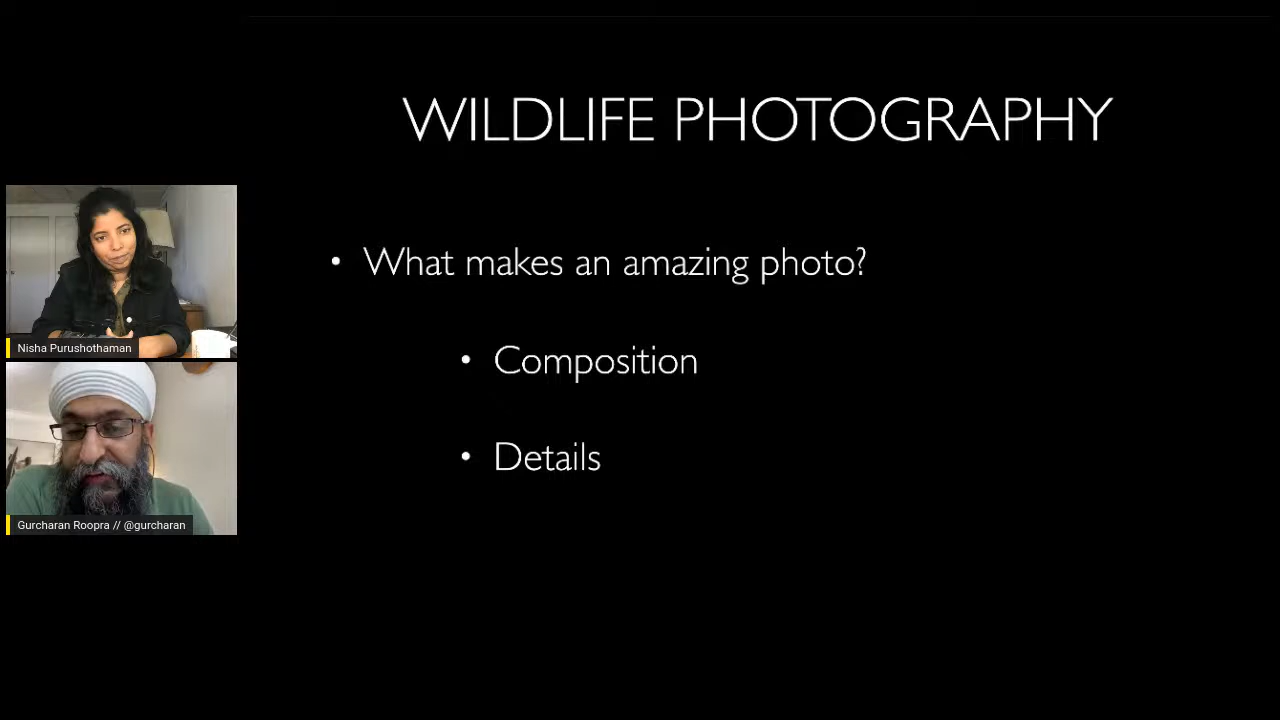 WILDLIFE PHOTOGRAPHY
• What makes an amazing photo?
• Composition
• Details
Nisha Purushothaman
Gurcharan Roopra // @gurcharan